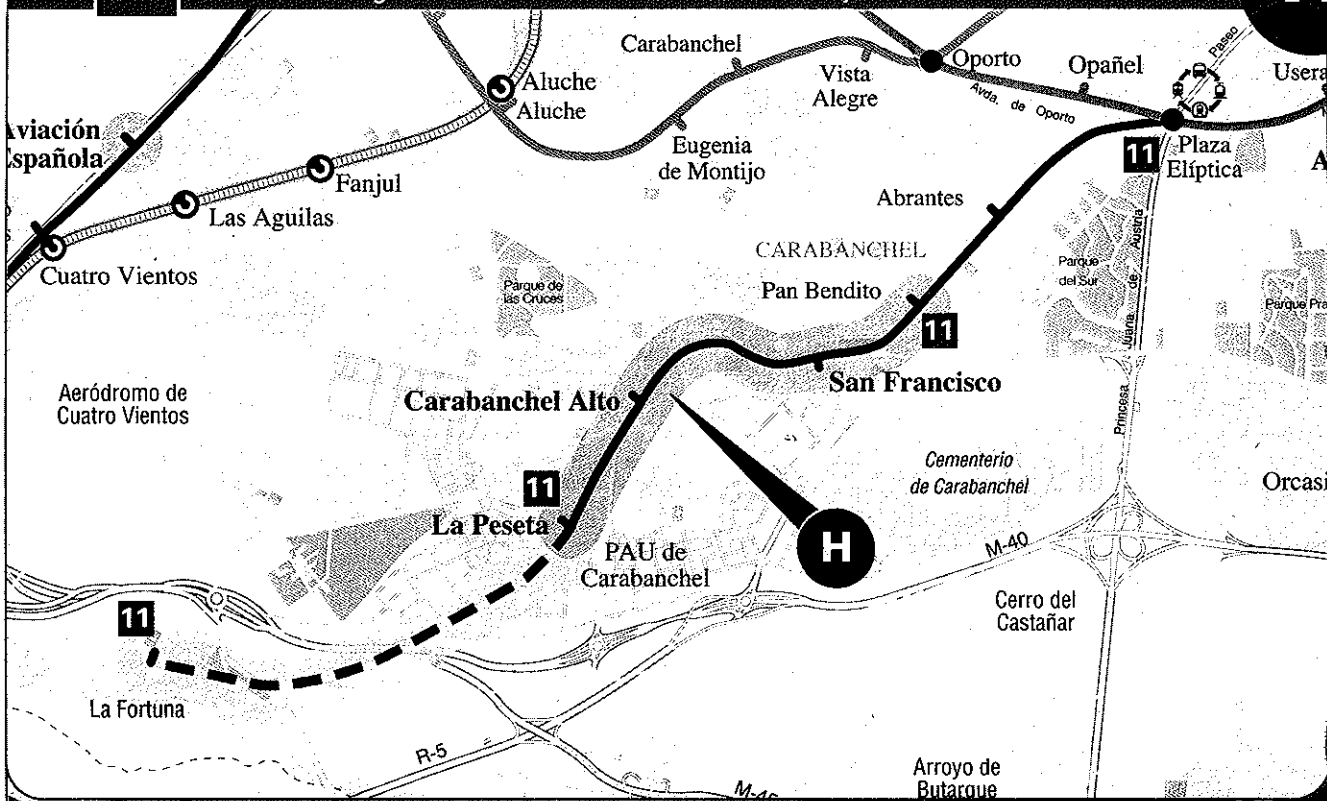 Carabanchel
Oporto
Opañel
Paseo
Usera
Aluche
Aluche
Vista
Alegre
Avda. de Oporto
Aviación
Española
Eugenia
de Montijo
11
Plaza
Elíptica
Fanjul
Las Aguilas
Abrantes
Cuatro Vientos
CARABANCHEL
Pan Bendito
Parque de
las Cruces
Parque
del Sur
Princesa Juana de Austria
Parque Pra
11
Aeródromo de
Cuatro Vientos
San Francisco
Carabanchel Alto
Cementerio
de Carabanchel
Orcasi
11
La Peseta
H
PAU de
Carabanchel
M-40
Cerro del
Castañar
11
La Fortuna
R-5
Arroyo de
Butarque